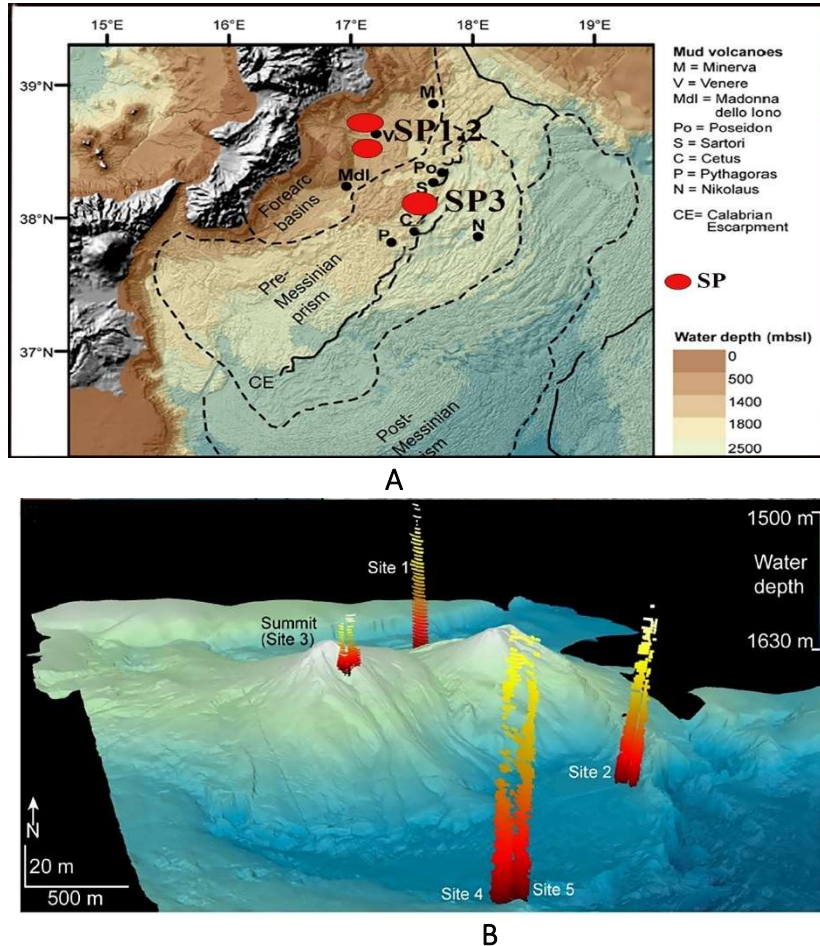 15°E
16°E
17°E
18°E
19°E
39°N
38°N
37°N
M
V
SP1.2
Mdl
Po
S
SP3
C
P
N
Forearc
basins
Pre-
Messinian
prism
CE
Post-
Messinian
Mud volcanoes
M = Minerva
V = Venere
Mdl = Madonna
dello Iono
Po = Poseidon
S = Sartori
C = Cetus
P = Pythagoras
N = Nikolaus
CE= Calabrian
Escarpment
SP
Water depth (mbsl)
0
500
1400
1800
2500
A
1500 m
Water
depth
1630 m
Site 1
Summit
(Site 3)
Site 2
Site 4
Site 5
N
20 m
500 m
B